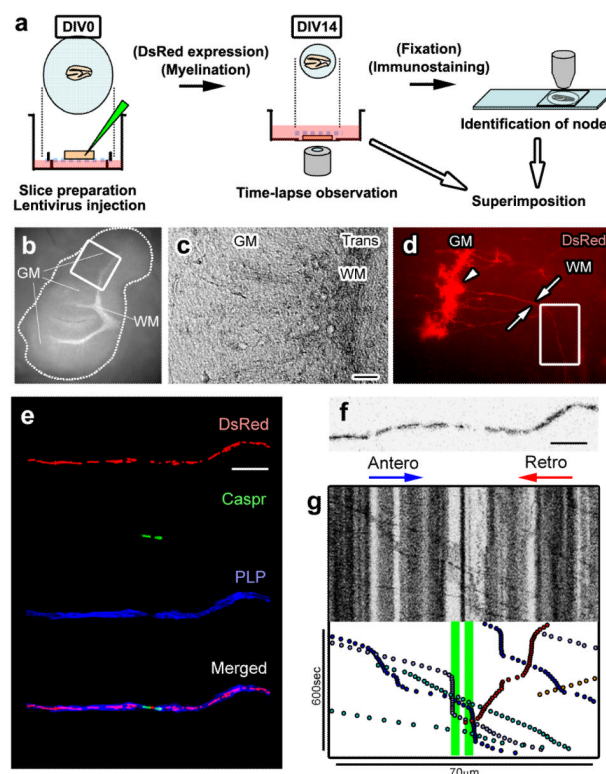 a
DIV0
(DsRed expression)
(Myelination)
DIV14
(Fixation)
(Immunostaining)
Identification of node
Slice preparation
Lentivirus injection
Time-lapse observation
Superimposition
b
GM
WM
c
GM
Trans
WM
d
GM
DsRed
WM
e
DsRed
Caspr
PLP
Merged
f
Antero
Retro
g
600sec
70μm